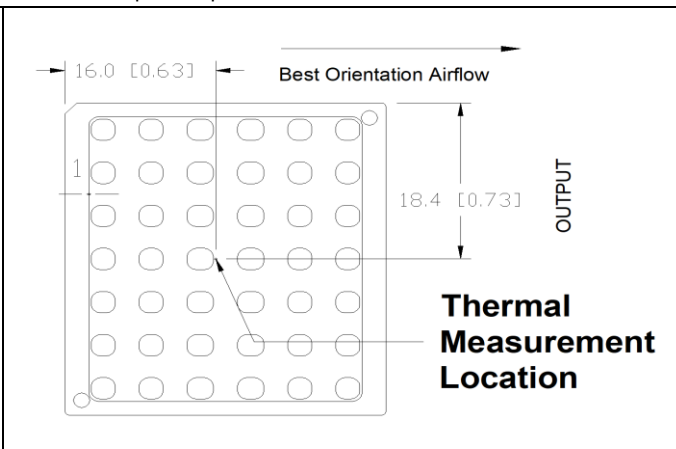 16.0 [0.63]
Best Orientation Airflow
1
18.4 [0.73]
OUTPUT
Thermal
Measurement
Location